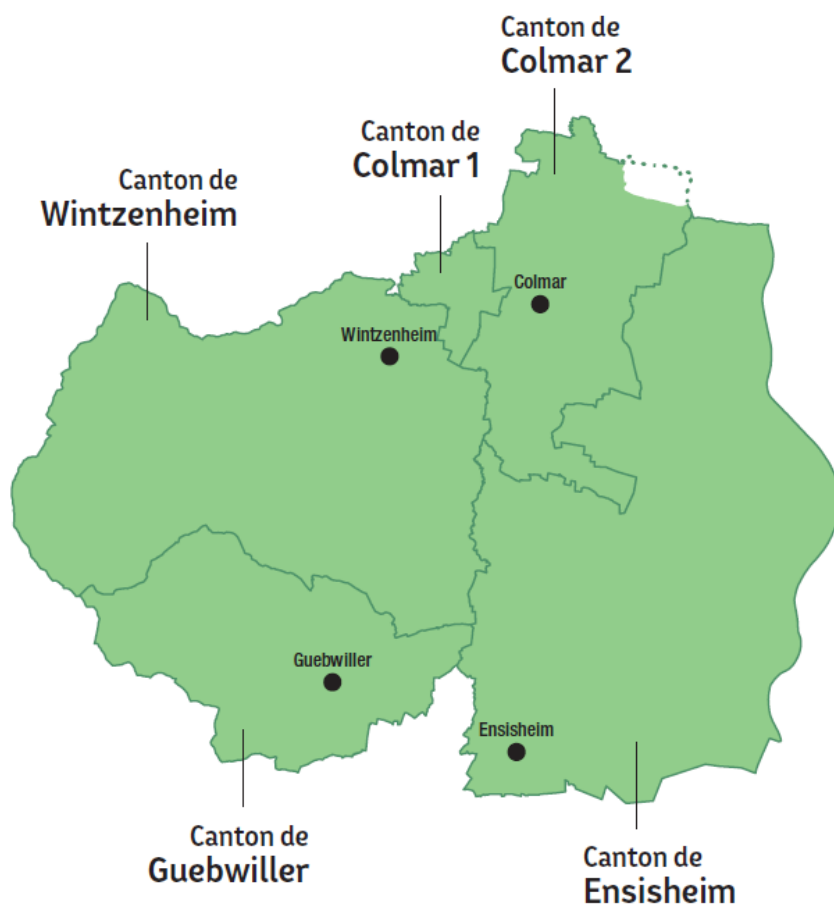 Canton de
Colmar 2
Canton de
Colmar 1
Canton de
Wintzenheim
Colmar
Wintzenheim
Guebwiller
Ensisheim
Canton de
Guebwiller
Canton de
Ensisheim